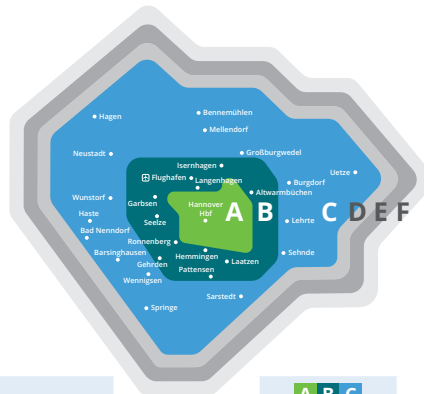 Hagen
Bennemühlen
Mellendorf
Neustadt
Großburgwedel
Isernhagen
Uetze
Flughafen
Langenhagen
Burgdorf
Altwarmbüchen
Wunstorf
Garbsen
Hannover
Hbf
A B C D E F
Haste
Seelze
Lehrte
Bad Nenndorf
Ronnenberg
Barsinghausen
Hemmingen
Sehnde
Gehrden
Laatzen
Pattensen
Wennigsen
Sarstedt
Springe
A B C